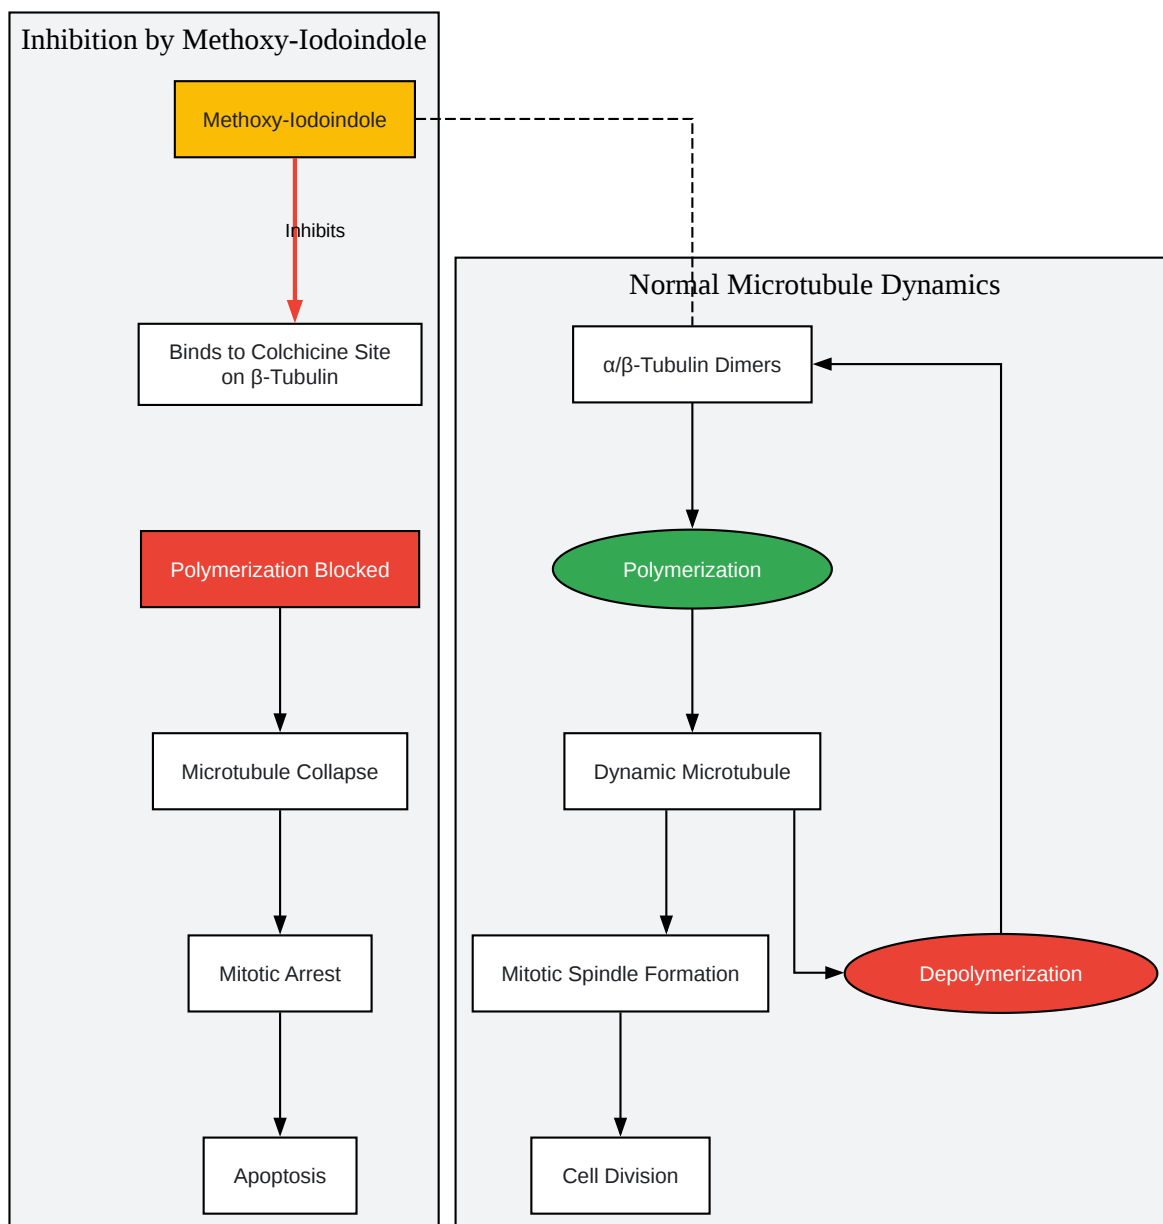 Inhibition by Methoxy-Iodoindole
Methoxy-Iodoindole
Inhibits
Binds to Colchicine Site
on β-Tubulin
Polymerization Blocked
Microtubule Collapse
Mitotic Arrest
Apoptosis
Normal Microtubule Dynamics
α/β-Tubulin Dimers
Polymerization
Dynamic Microtubule
Mitotic Spindle Formation
Depolymerization
Cell Division